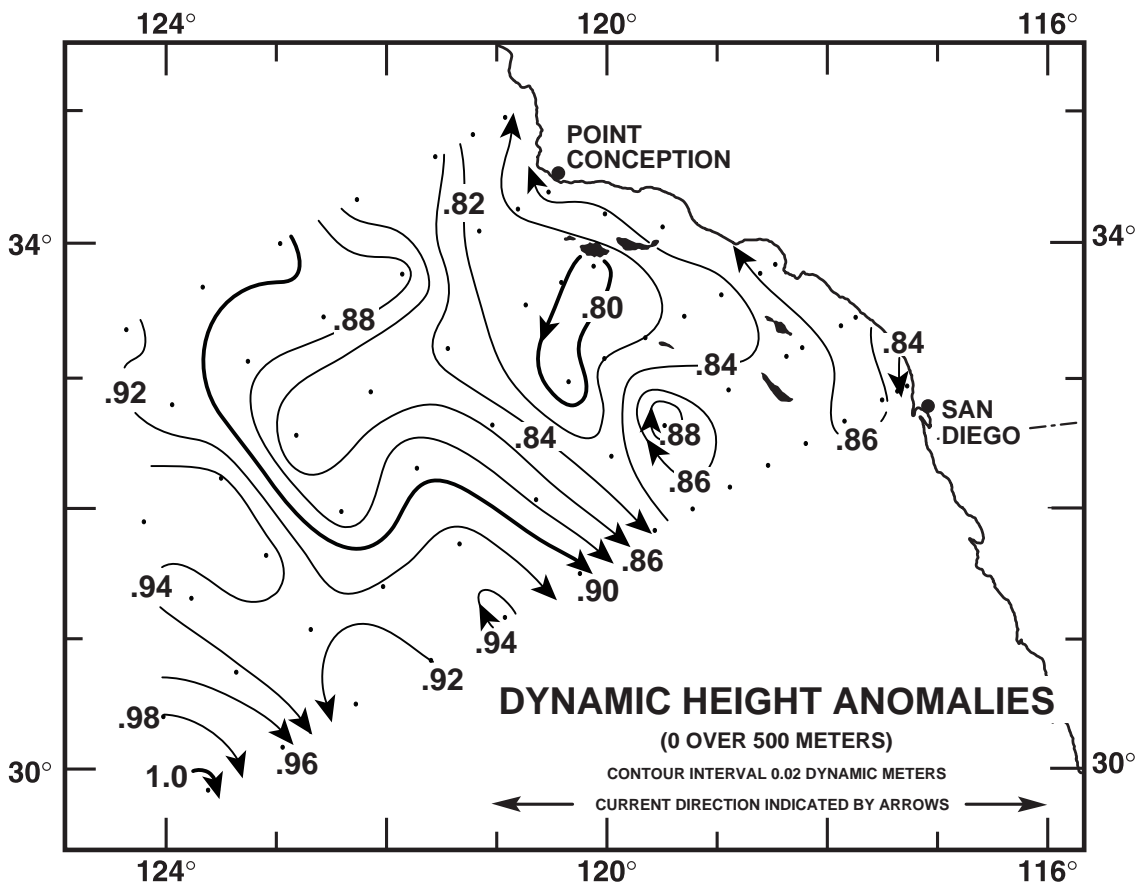 124° 120° 116°
POINT
CONCEPTION
.82
34° 34°
.80
.88
.84
.84
.92
SAN
DIEGO
.84
.88
.86
.86
.86
.94
.90
.94
.92
DYNAMIC HEIGHT ANOMALIES
.98
(0 OVER 500 METERS)
.96
30° 30°
1.0
CONTOUR INTERVAL 0.02 DYNAMIC METERS
CURRENT DIRECTION INDICATED BY ARROWS
124° 120° 116°